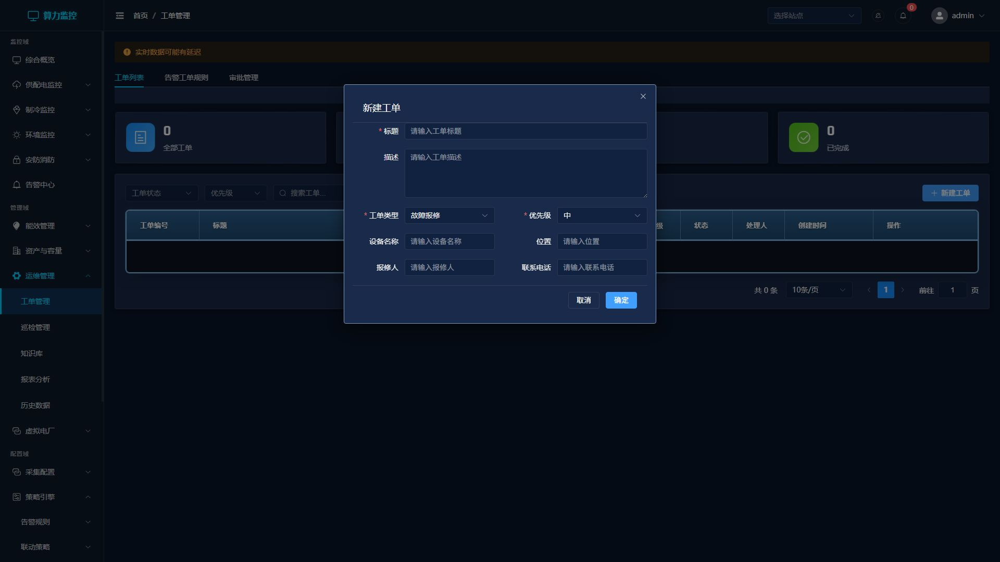 算力监控
首页 / 工单管理
选择站点
0
admin
监控域
综合概览
供配电监控
制冷监控
环境监控
安防消防
告警中心
管理域
能效管理
资产与容量
运维管理
工单管理
巡检管理
知识库
报表分析
历史数据
虚拟电厂
配置域
采集配置
策略引擎
告警规则
联动策略
实时数据可能有延迟
工单列表 告警工单规则 审批管理
0
全部工单
0
已完成
工单状态 优先级 搜索工单...
新建工单
工单编号 标题 级 状态 处理人 创建时间 操作
共 0 条 10条/页 1 前往 1 页
新建工单
* 标题 请输入工单标题
描述 请输入工单描述
* 工单类型 故障报修 * 优先级 中
设备名称 请输入设备名称 位置 请输入位置
报修人 请输入报修人 联系电话 请输入联系电话
取消 确定